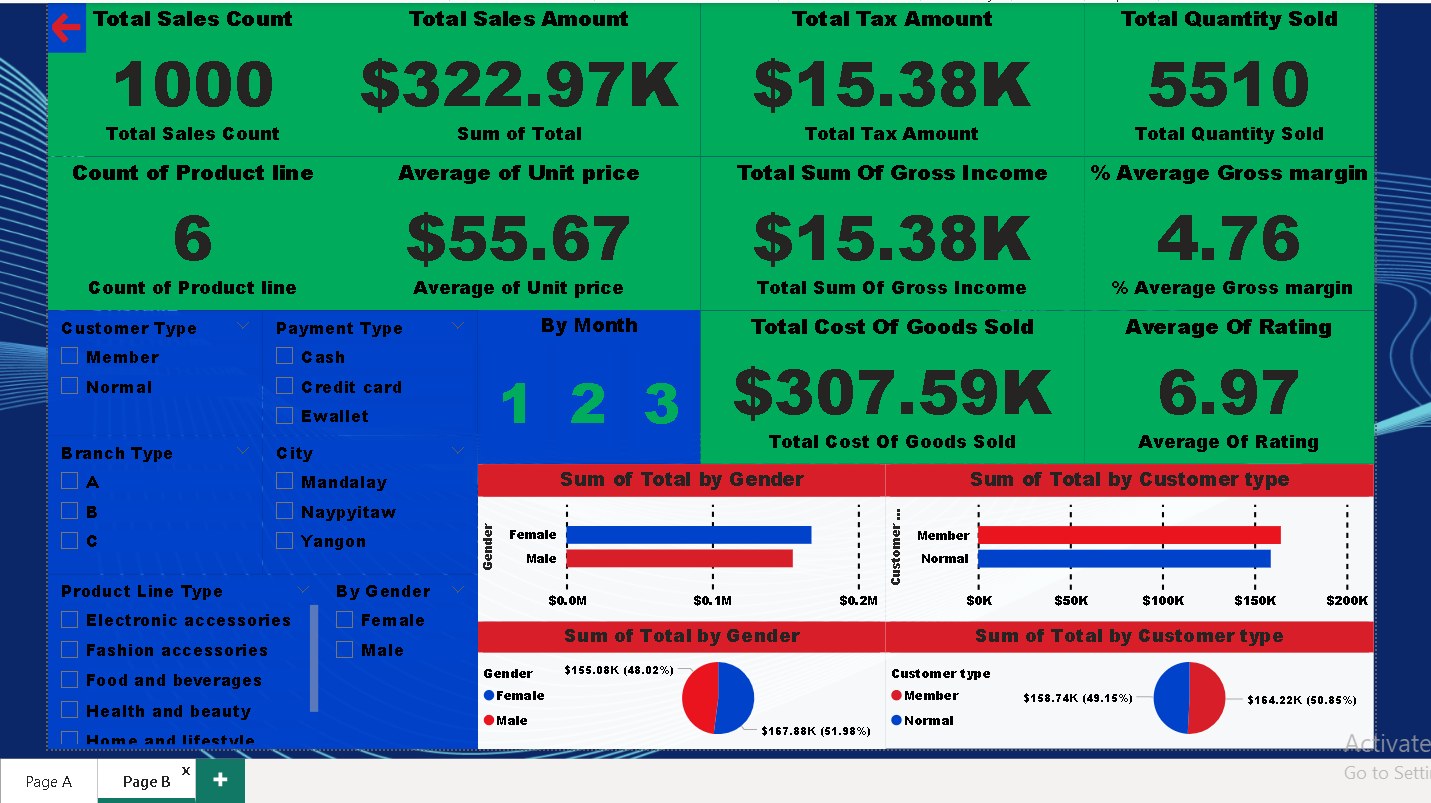 Total Sales Count
1000
Total Sales Count
Total Sales Amount
$322.97K
Sum of Total
Total Tax Amount
$15.38K
Total Tax Amount
Total Quantity Sold
5510
Total Quantity Sold
Count of Product line
6
Count of Product line
Average of Unit price
$55.67
Average of Unit price
Total Sum Of Gross Income
$15.38K
Total Sum Of Gross Income
% Average Gross margin
4.76
% Average Gross margin
Customer Type
Member
Normal
Payment Type
Cash
Credit card
Ewallet
By Month
1 2 3
Total Cost Of Goods Sold
$307.59K
Total Cost Of Goods Sold
Average Of Rating
6.97
Average Of Rating
Branch Type
A
B
C
City
Mandalay
Naypyitaw
Yangon
Product Line Type
Electronic accessories
Fashion accessories
Food and beverages
Health and beauty
Home and lifestyle
By Gender
Female
Male
Sum of Total by Gender
Gender
Female
Male
$0.0M $0.1M $0.2M
Sum of Total by Customer type
Customer ...
Member
Normal
$0K $50K $100K $150K $200K
Sum of Total by Gender
Gender
Female
Male
$155.08K (48.02%)
$167.88K (51.98%)
Sum of Total by Customer type
Customer type
Member
Normal
$158.74K (49.15%)
$164.22K (50.85%)
Activate
Go to Setti
Page A
Page B x
+